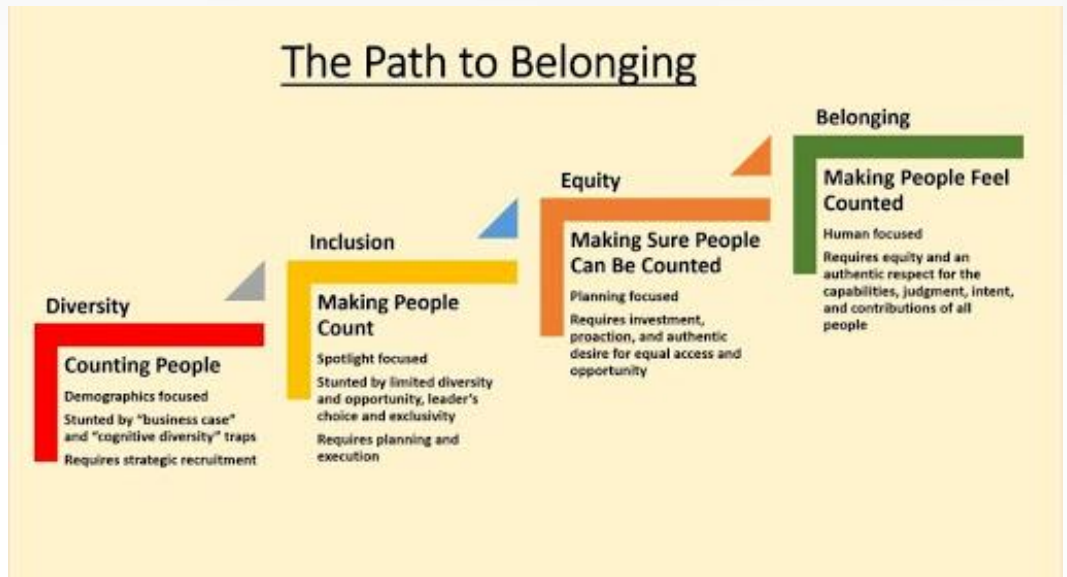 The Path to Belonging
Diversity
Counting People
Demographics focused
Stunted by “business case”
and “cognitive diversity” traps
Requires strategic recruitment
Inclusion
Making People
Count
Spotlight focused
Stunted by limited diversity
and opportunity, leader's
choice and exclusivity
Requires planning and
execution
Equity
Making Sure People
Can Be Counted
Planning focused
Requires investment,
proaction, and authentic
desire for equal access and
opportunity
Belonging
Making People Feel
Counted
Human focused
Requires equity and an
authentic respect for the
capabilities, judgment, intent,
and contributions of all
people